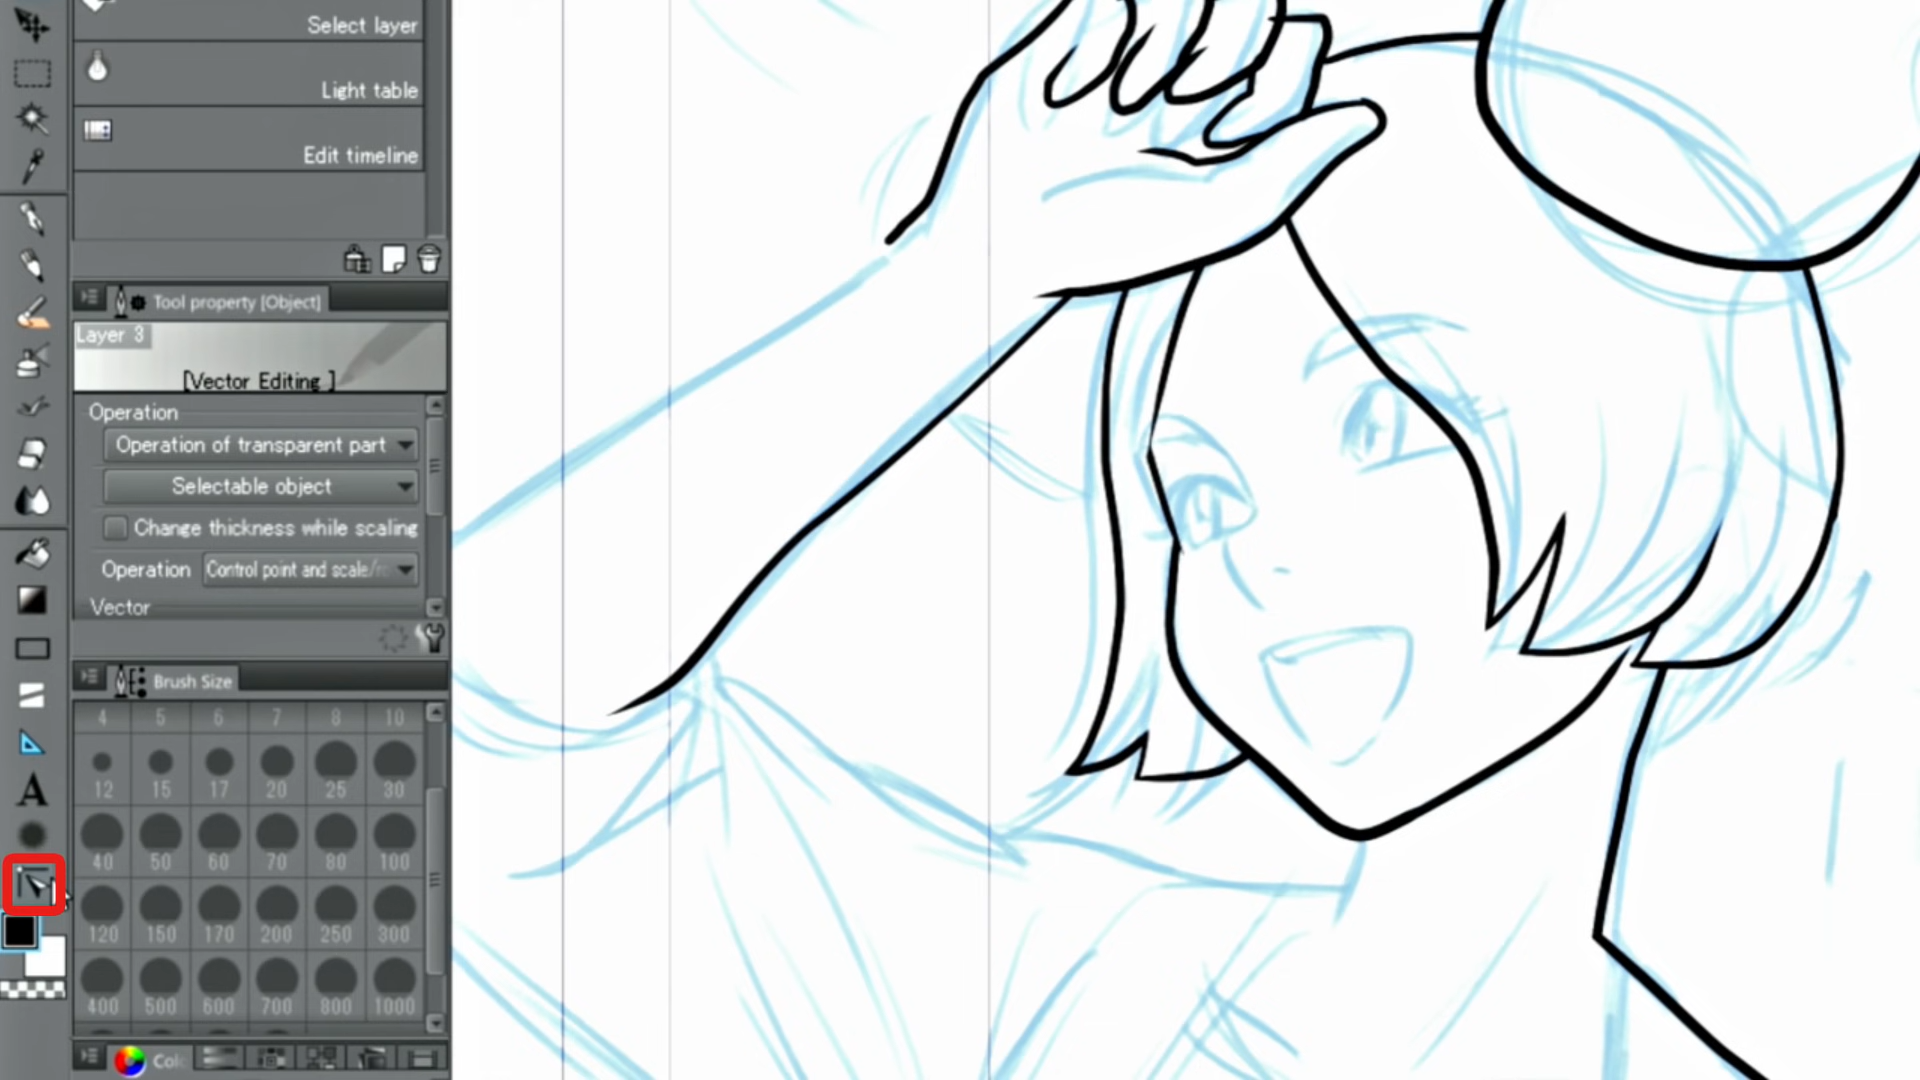 Select layer
Light table
Edit timeline
Tool property [Object]
Layer 3
[Vector Editing ]
Operation
Operation of transparent part
Selectable object
Change thickness while scaling
Operation Control point and scale/
Vector
Brush Size
4 5 6 7 8 10
12 15 17 20 25 30
40 50 60 70 80 100
120 150 170 200 250 300
400 500 600 700 800 1000
A